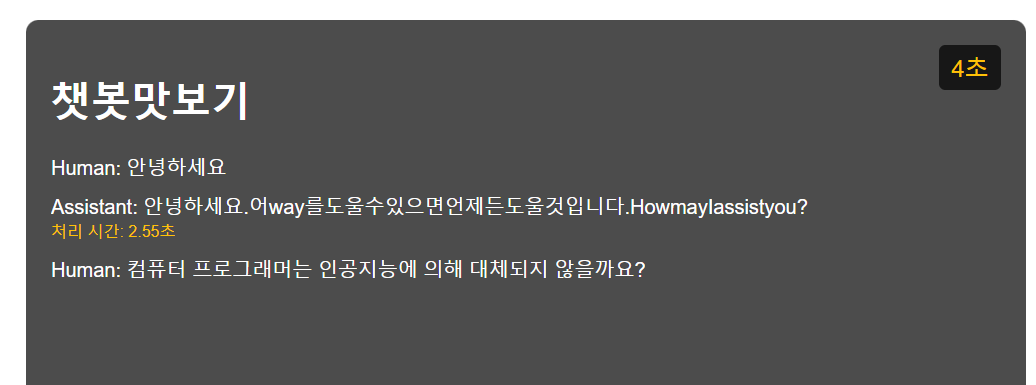 4초
챗봇맛보기
Human: 안녕하세요
Assistant: 안녕하세요.어way를도울수있으면언제든도울것입니다.HowmayIassistyou?
처리 시간: 2.55초
Human: 컴퓨터 프로그래머는 인공지능에 의해 대체되지 않을까요?